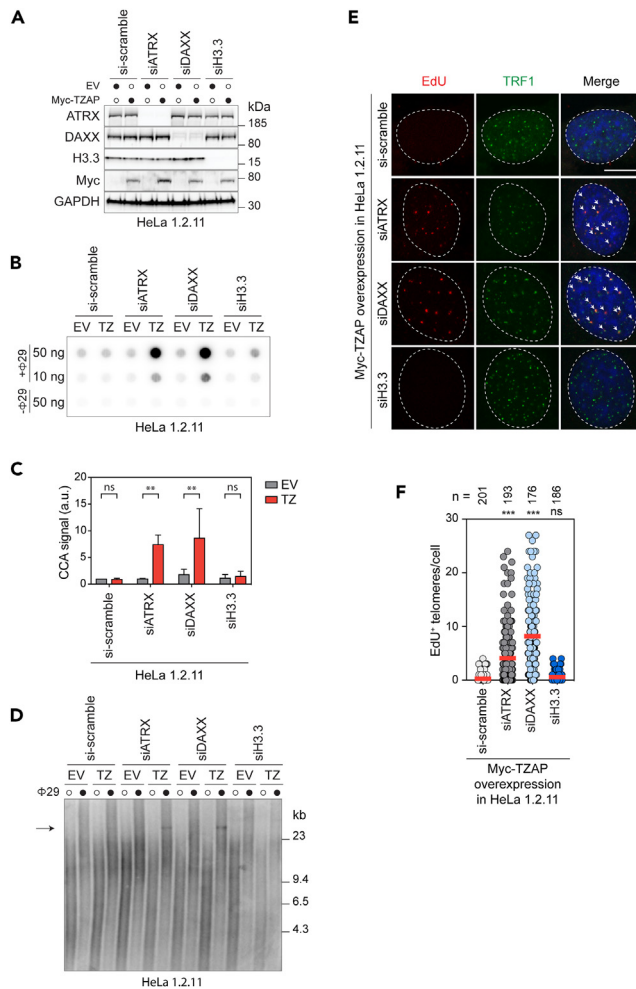 A
si-scramble
siATRX
siDAXX
siH3.3
EV
Myc-TZAP
kDa
ATRX
185
DAXX
80
H3.3
15
Myc
80
GAPDH
30
HeLa 1.2.11
B
si-scramble
siATRX
siDAXX
siH3.3
EV TZ EV TZ EV TZ EV TZ
+Φ29
50 ng
10 ng
-Φ29
50 ng
HeLa 1.2.11
C
CCA signal (a.u.)
20
15
10
5
0
ns
**
**
ns
EV
TZ
si-scramble
siATRX
siDAXX
siH3.3
HeLa 1.2.11
D
si-scramble
siATRX
siDAXX
siH3.3
EV TZ EV TZ EV TZ EV TZ
Φ29
kb
23
9.4
6.5
4.3
HeLa 1.2.11
E
EdU
TRF1
Merge
Myc-TZAP overexpression in HeLa 1.2.11
si-scramble
siATRX
siDAXX
siH3.3
F
n =
201
193
176
186
***
***
ns
EdU⁺ telomeres/cell
30
20
10
0
si-scramble
siATRX
siDAXX
siH3.3
Myc-TZAP
overexpression
in HeLa 1.2.11